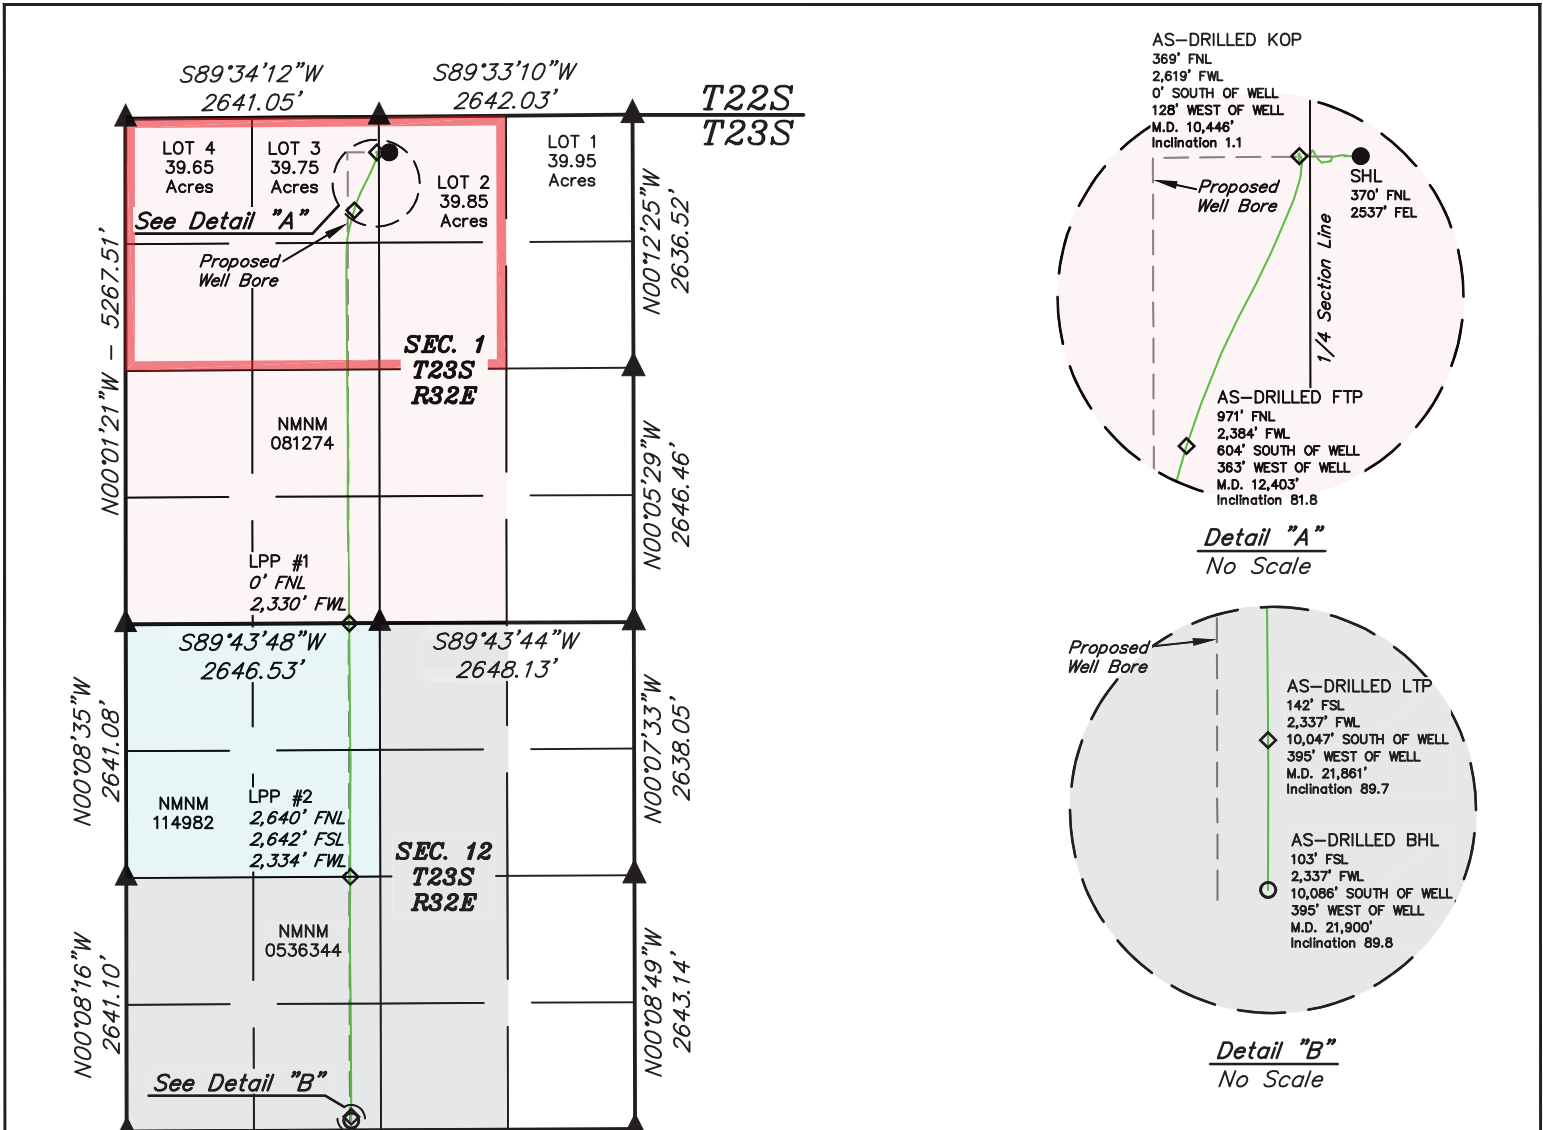 S89°34'12"W
2641.05'
S89°33'10"W
2642.03'
T22S
T23S
LOT 4
39.65
Acres
LOT 3
39.75
Acres
LOT 2
39.85
Acres
LOT 1
39.95
Acres
See Detail "A"
Proposed
Well Bore
N00°01'21"W - 5267.51'
N00°12'25"W
2636.52'
SEC. 1
T23S
R32E
NMNM
081274
N00°05'29"W
2646.46'
LPP #1
0' FNL
2,330' FWL
S89°43'48"W
2646.53'
S89°43'44"W
2648.13'
N00°08'35"W
2641.08'
N00°07'33"W
2638.05'
NMNM
114982
LPP #2
2,640' FNL
2,642' FSL
2,334' FWL
SEC. 12
T23S
R32E
NMNM
0536344
N00°08'16"W
2641.10'
N00°08'49"W
2643.14'
See Detail "B"
AS-DRILLED KOP
369' FNL
2,619' FWL
0' SOUTH OF WELL
128' WEST OF WELL
M.D. 10,446'
Inclination 1.1
Proposed
Well Bore
SHL
370' FNL
2537' FEL
1/4 Section Line
AS-DRILLED FTP
971' FNL
2,384' FWL
604' SOUTH OF WELL
363' WEST OF WELL
M.D. 12,403'
Inclination 81.8
Detail "A"
No Scale
Proposed
Well Bore
AS-DRILLED LTP
142' FSL
2,337' FWL
10,047' SOUTH OF WELL
395' WEST OF WELL
M.D. 21,861'
Inclination 89.7
AS-DRILLED BHL
103' FSL
2,337' FWL
10,086' SOUTH OF WELL
395' WEST OF WELL
M.D. 21,900'
Inclination 89.8
Detail "B"
No Scale